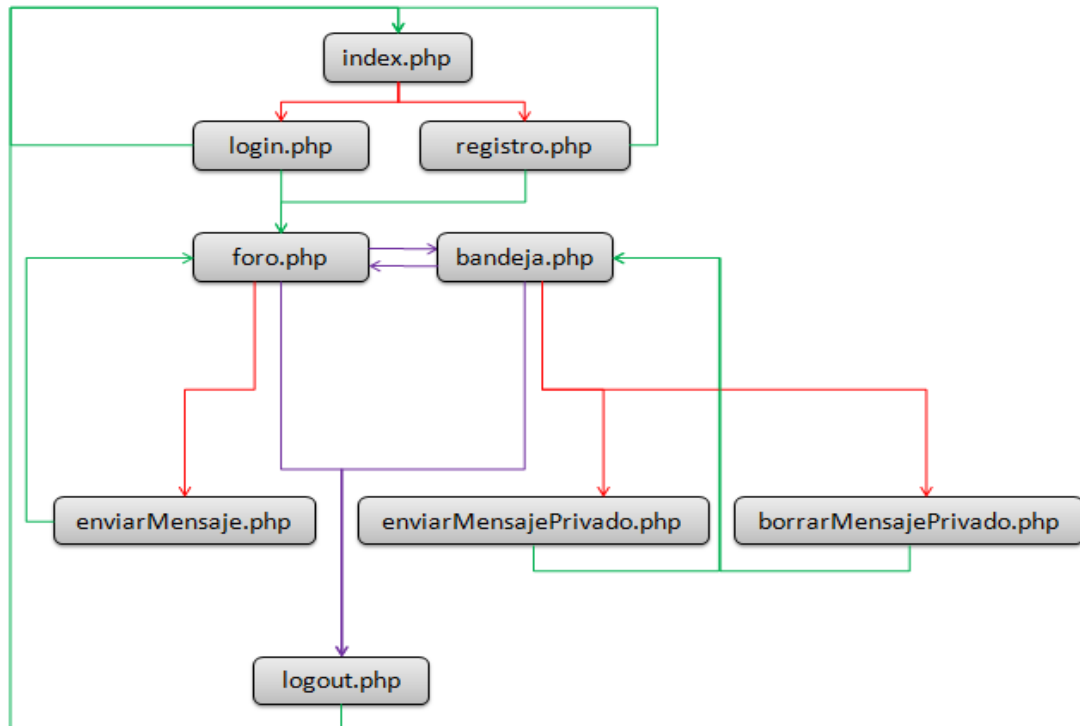 index.php
login.php
registro.php
foro.php
bandeja.php
enviarMensaje.php
enviarMensajePrivado.php
borrarMensajePrivado.php
logout.php